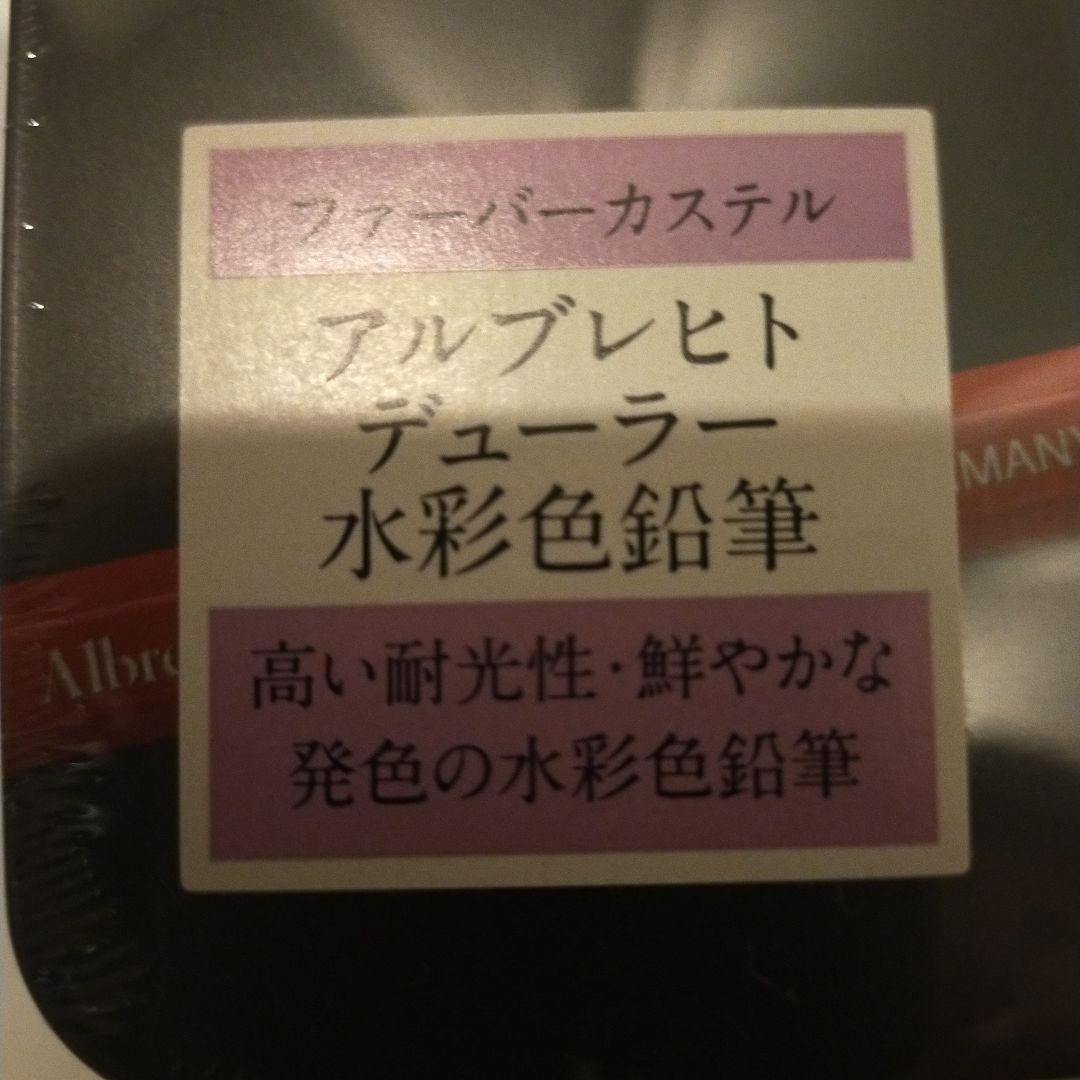 ファーバーカステル
アルブレヒト
デューラー
水彩色鉛筆
高い耐光性・鮮やかな
発色の水彩色鉛筆
Albre
MANY